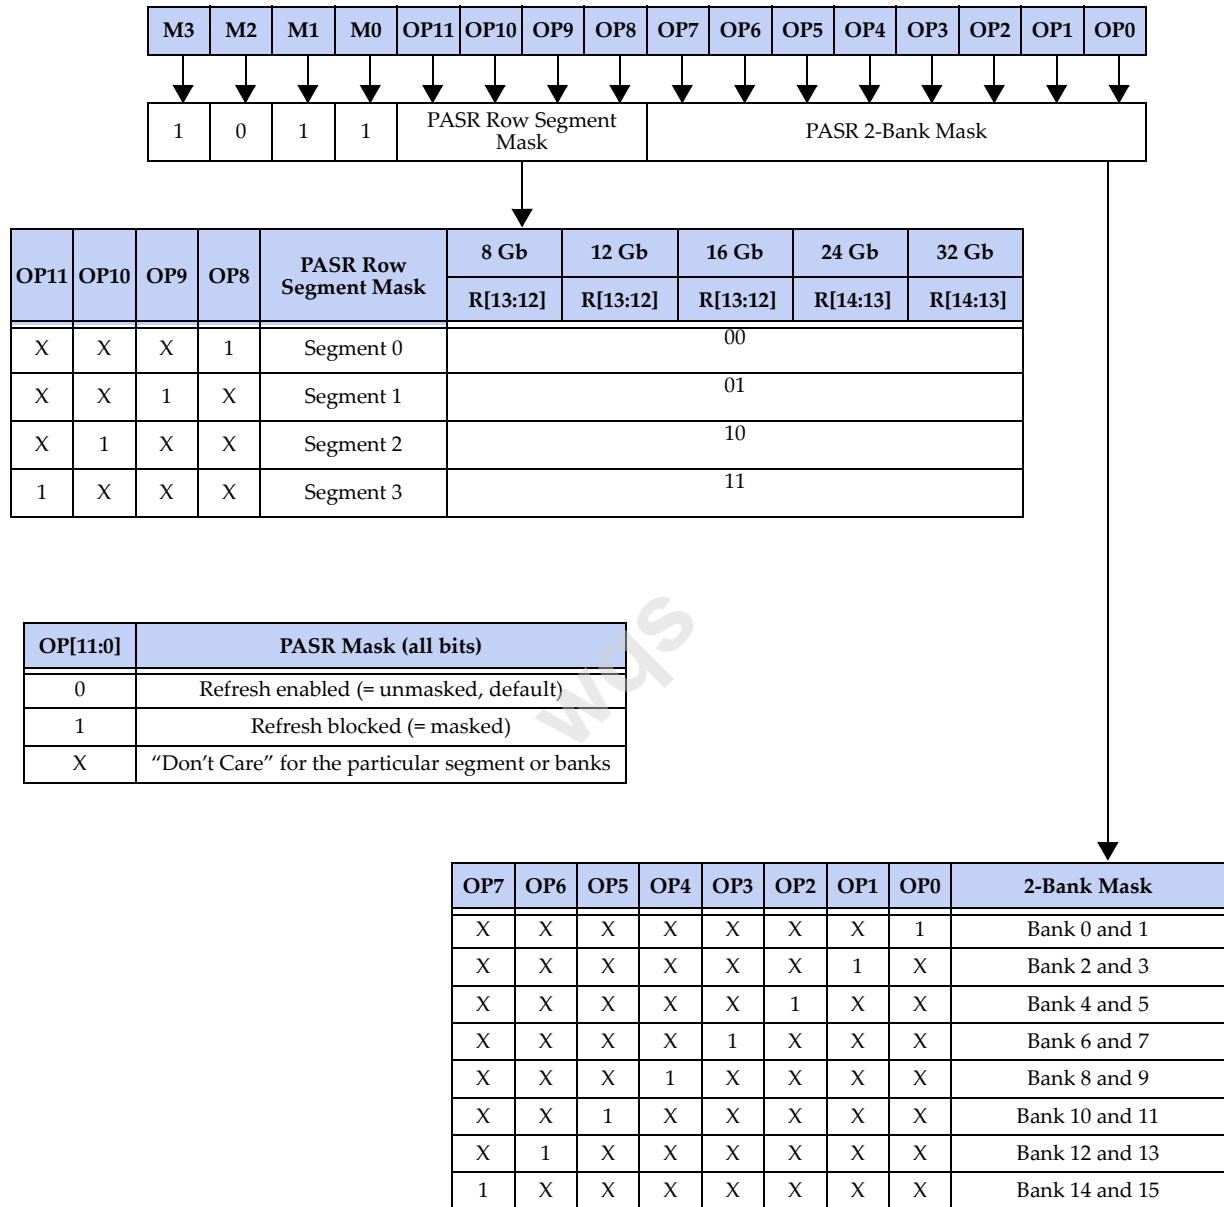 M3 M2 M1 M0 OP11 OP10 OP9 OP8 OP7 OP6 OP5 OP4 OP3 OP2 OP1 OP0
1 0 1 1 PASR Row Segment Mask PASR 2-Bank Mask
OP11 OP10 OP9 OP8 PASR Row Segment Mask 8 Gb 12 Gb 16 Gb 24 Gb 32 Gb
R[13:12] R[13:12] R[13:12] R[14:13] R[14:13]
X X X 1 Segment 0 00
X X 1 X Segment 1 01
X 1 X X Segment 2 10
1 X X X Segment 3 11
OP[11:0] PASR Mask (all bits)
0 Refresh enabled (= unmasked, default)
1 Refresh blocked (= masked)
X “Don’t Care” for the particular segment or banks
wqs
OP7 OP6 OP5 OP4 OP3 OP2 OP1 OP0 2-Bank Mask
X X X X X X X 1 Bank 0 and 1
X X X X X X 1 X Bank 2 and 3
X X X X X 1 X X Bank 4 and 5
X X X X 1 X X X Bank 6 and 7
X X X 1 X X X X Bank 8 and 9
X X 1 X X X X X Bank 10 and 11
X 1 X X X X X X Bank 12 and 13
1 X X X X X X X Bank 14 and 15